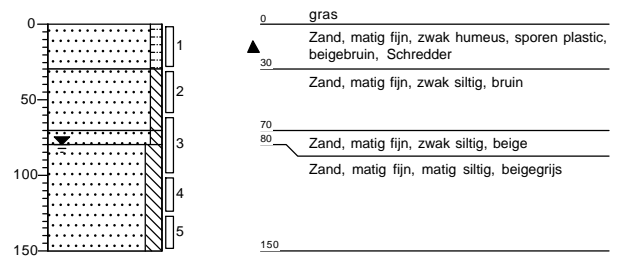 0
50
100
150
1
2
3
4
5
0 gras
Zand, matig fijn, zwak humeus, sporen plastic,
beigebruin, Schredder
30
Zand, matig fijn, zwak siltig, bruin
70
80 Zand, matig fijn, zwak siltig, beige
Zand, matig fijn, matig siltig, beigegrijs
150